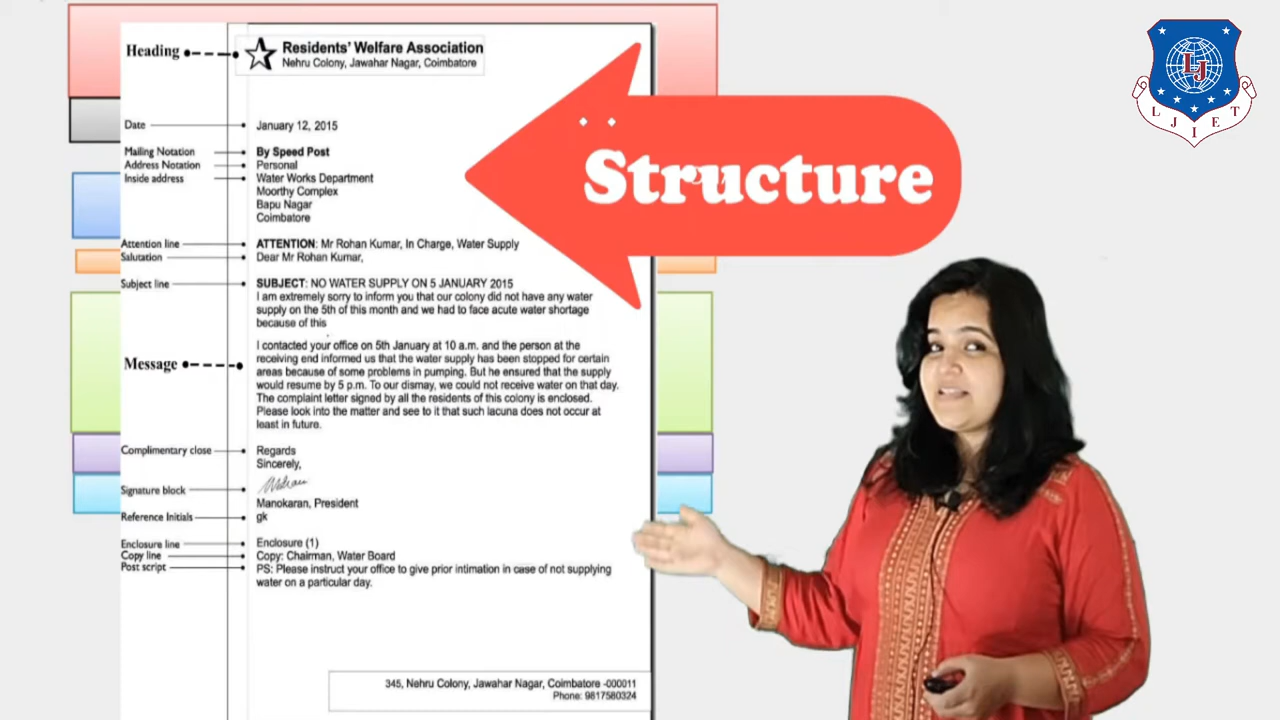 Heading
Residents' Welfare Association
Nehru Colony, Jawahar Nagar, Coimbatore
Date
January 12, 2015
Mailing Notation
By Speed Post
Address Notation
Personal
Inside address
Water Works Department
Moorthy Complex
Bapu Nagar
Coimbatore
Attention line
ATTENTION: Mr Rohan Kumar, In Charge, Water Supply
Salutation
Dear Mr Rohan Kumar,
Subject line
SUBJECT: NO WATER SUPPLY ON 5 JANUARY 2015
I am extremely sorry to inform you that our colony did not have any water
supply on the 5th of this month and we had to face acute water shortage
because of this
Message
I contacted your office on 5th January at 10 a.m. and the person at the
receiving end informed us that the water supply has been stopped for certain
areas because of some problems in pumping. But he ensured that the supply
would resume by 5 p.m. To our dismay, we could not receive water on that day.
The complaint letter signed by all the residents of this colony is enclosed.
Please look into the matter and see to it that such lacuna does not occur at
least in future.
Complimentary close
Regards
Sincerely,
Signature block
Manokaran, President
Reference Initials
gk
Enclosure line
Enclosure (1)
Copy line
Copy: Chairman, Water Board
Post script
PS: Please instruct your office to give prior intimation in case of not supplying
water on a particular day.
345, Nehru Colony, Jawahar Nagar, Coimbatore -000011
Phone: 9817580324
Structure
LJ
LJIET